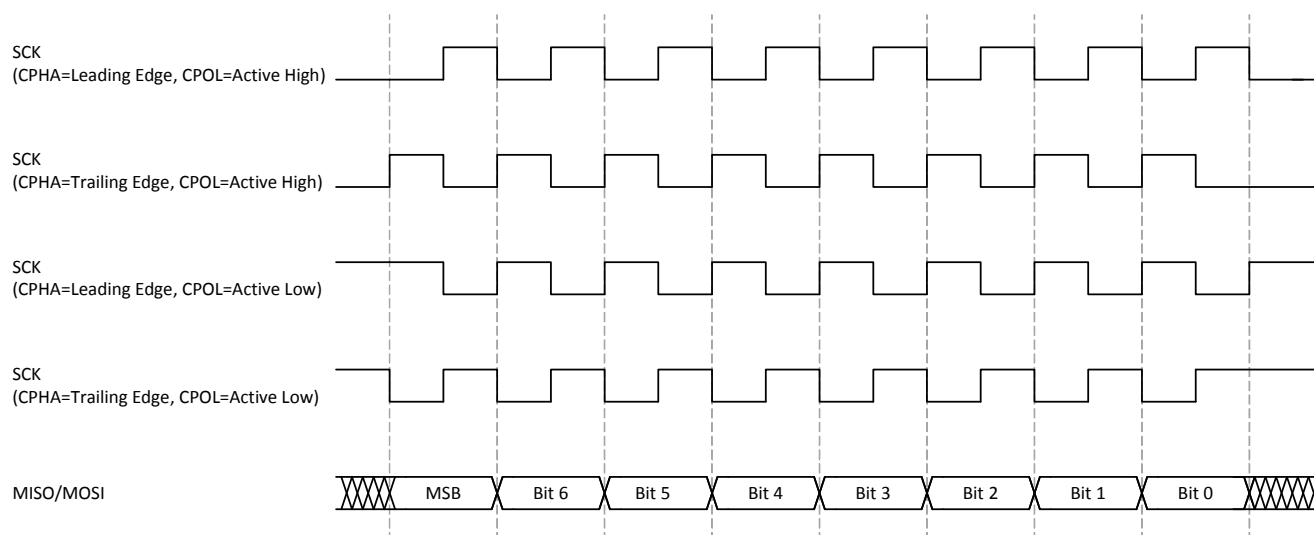 SCK
(CPHA=Leading Edge, CPOL=Active High)
SCK
(CPHA=Trailing Edge, CPOL=Active High)
SCK
(CPHA=Leading Edge, CPOL=Active Low)
SCK
(CPHA=Trailing Edge, CPOL=Active Low)
MISO/MOSI MSB Bit 6 Bit 5 Bit 4 Bit 3 Bit 2 Bit 1 Bit 0